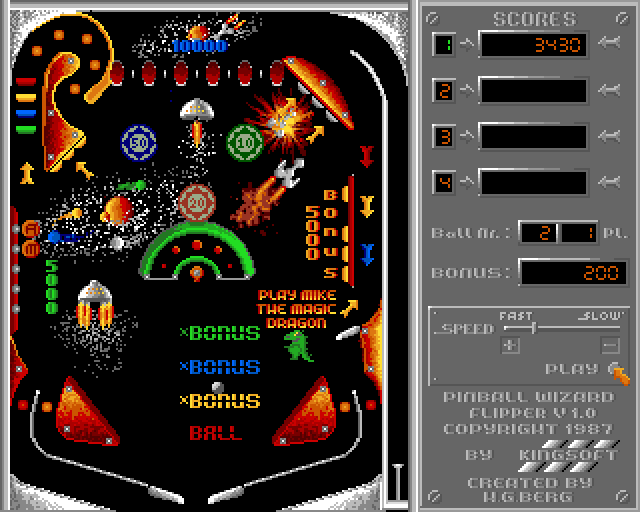 10000
50
10
20
Bonus
5000
5000
PLAY MIKE
THE MAGIC
DRAGON
×BONUS
×BONUS
×BONUS
BALL
SCORES
1
3430
2
3
4
Ball Nr.: 2 1 Pl.
BONUS: 200
FAST SLOW
SPEED
+ -
PLAY
PINBALL WIZARD
FLIPPER V 1.0
COPYRIGHT 1987
BY KINGSOFT
CREATED BY
H.G.BERG